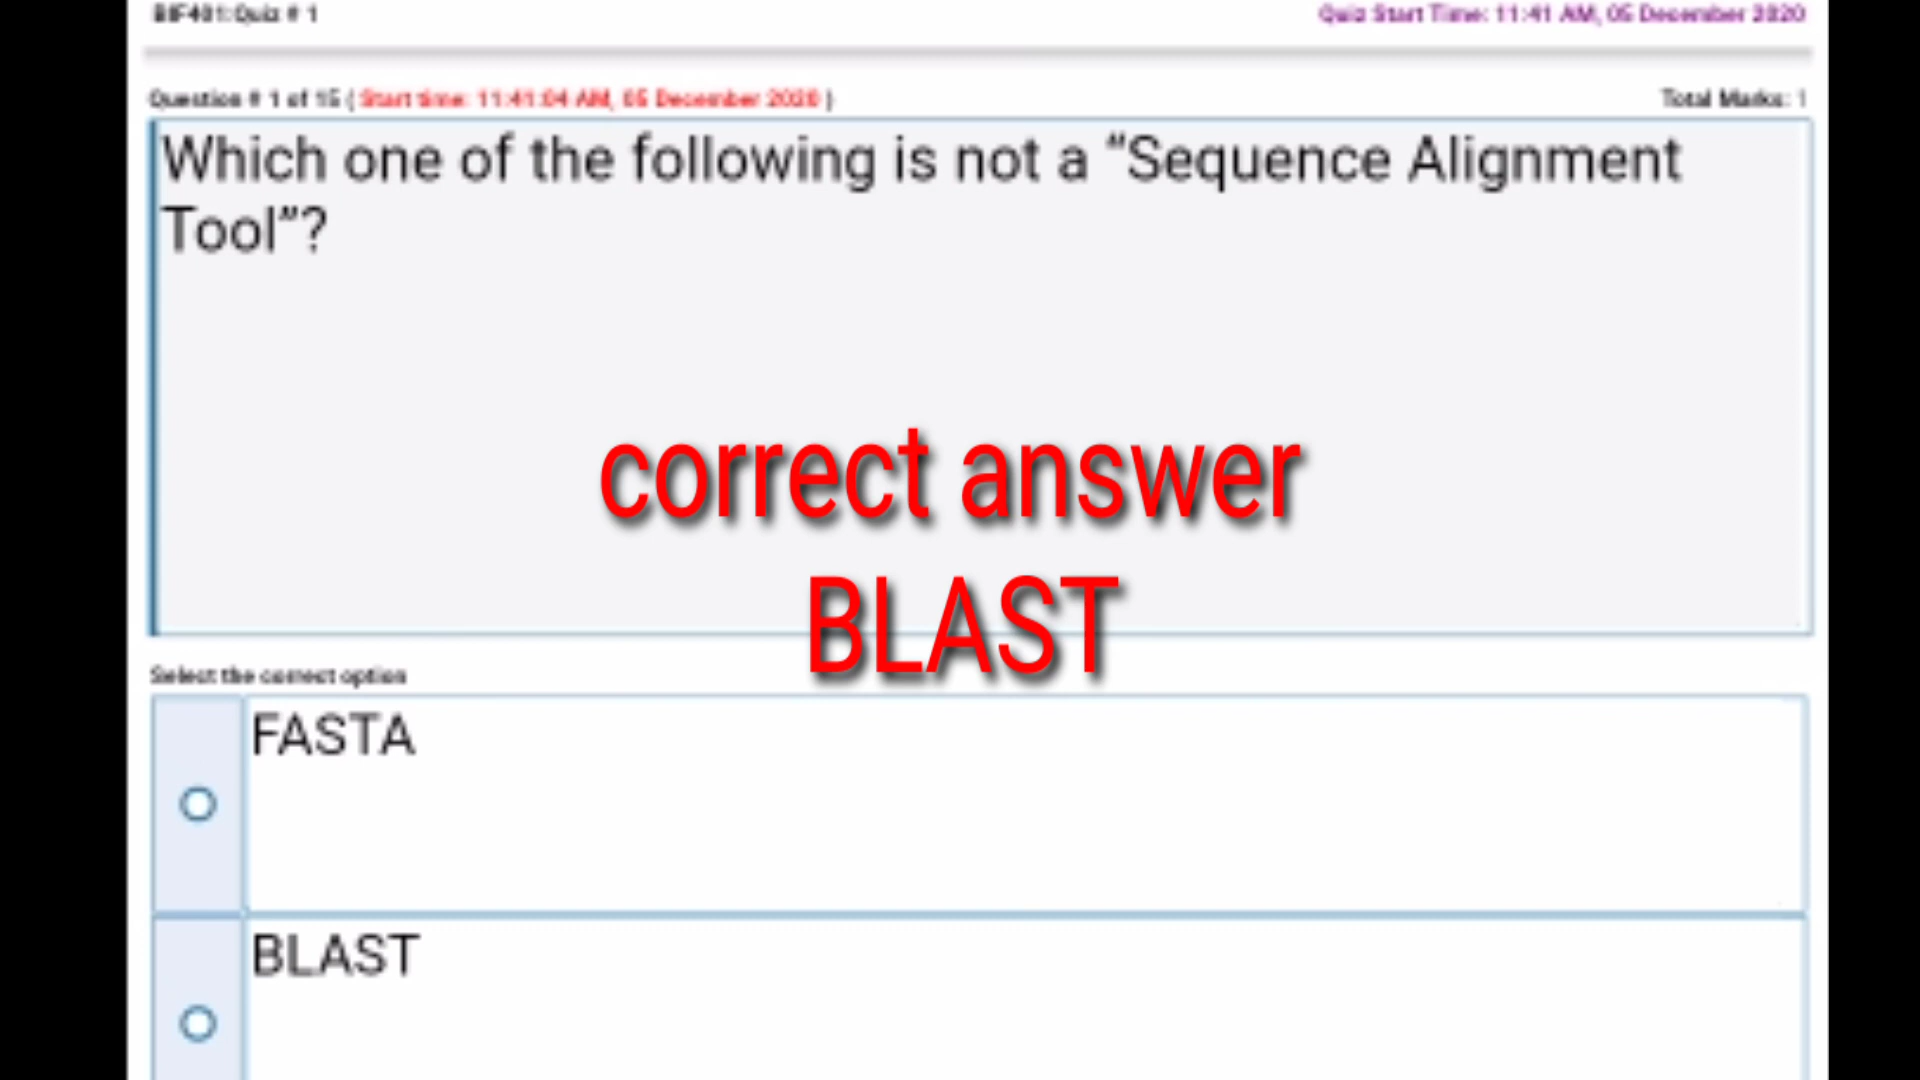 BIF401: Quiz # 1
Quiz Start Time: 11:41 AM, 05 December 2020
Question # 1 of 15 ( Start time: 11:41:04 AM, 05 December 2020 )
Total Marks: 1
Which one of the following is not a “Sequence Alignment
Tool”?
correct answer
BLAST
Select the correct option
FASTA
BLAST